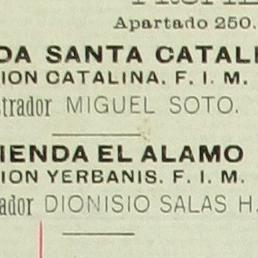 Apartado 250.
DA SANTA CATALI
ION CATALINA. F. I. M.
strador MIGUEL SOTO.
IENDA EL ALAMO
ION YERBANIS. F. I. M.
ador DIONISIO SALAS H.